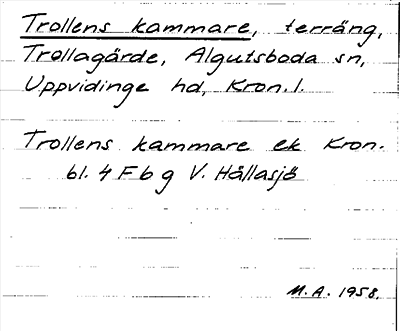 Trollens kammare, terräng,
Trollagärde, Algutsboda sn,
Uppvidinge hd, Kron. l.
Trollens kammare ek Kron.
bl. 4 F b g V. Hällasjö
M. A. 1958.